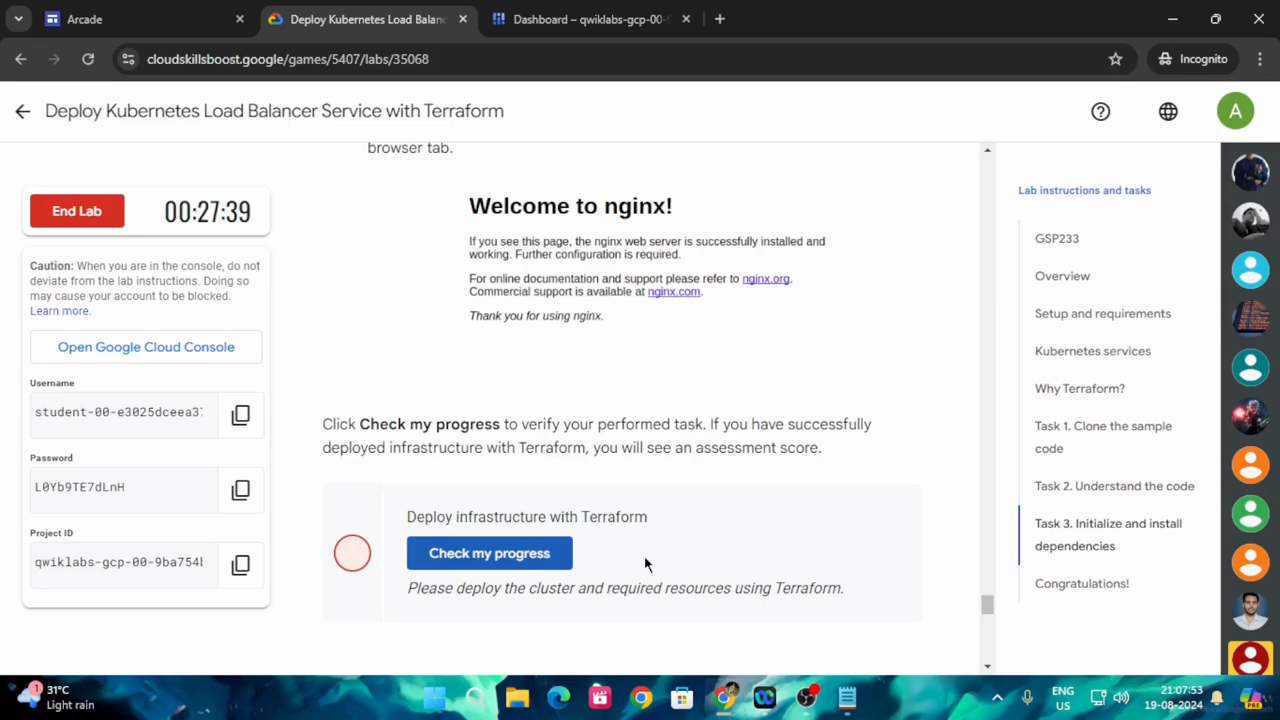 Arcade
Deploy Kubernetes Load Balanc
Dashboard – qwiklabs-gcp-00-9
cloudskillsboost.google/games/5407/labs/35068
Incognito
Deploy Kubernetes Load Balancer Service with Terraform
A
browser tab.
End Lab
00:27:39
Caution: When you are in the console, do not
deviate from the lab instructions. Doing so
may cause your account to be blocked.
Learn more.
Open Google Cloud Console
Username
student-00-e3025dceea37
Password
L0Yb9TE7dLnH
Project ID
qwiklabs-gcp-00-9ba754b
Welcome to nginx!
If you see this page, the nginx web server is successfully installed and
working. Further configuration is required.
For online documentation and support please refer to nginx.org.
Commercial support is available at nginx.com.
Thank you for using nginx.
Click Check my progress to verify your performed task. If you have successfully
deployed infrastructure with Terraform, you will see an assessment score.
Deploy infrastructure with Terraform
Check my progress
Please deploy the cluster and required resources using Terraform.
Lab instructions and tasks
GSP233
Overview
Setup and requirements
Kubernetes services
Why Terraform?
Task 1. Clone the sample
code
Task 2. Understand the code
Task 3. Initialize and install
dependencies
Congratulations!
1
31°C
Light rain
ENG
US
21:07:53
19-08-2024
PRE